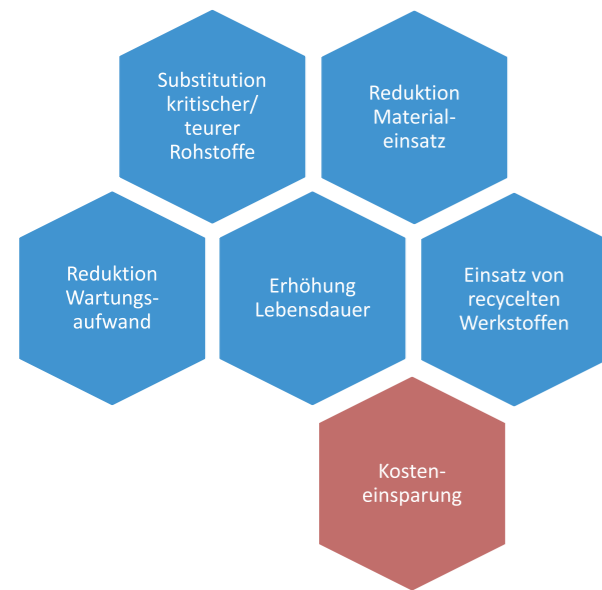 Substitution
kritischer/
teurer
Rohstoffe
Reduktion
Material-
einsatz
Reduktion
Wartungs-
aufwand
Erhöhung
Lebensdauer
Einsatz von
recycelten
Werkstoffen
Kosten-
einsparung